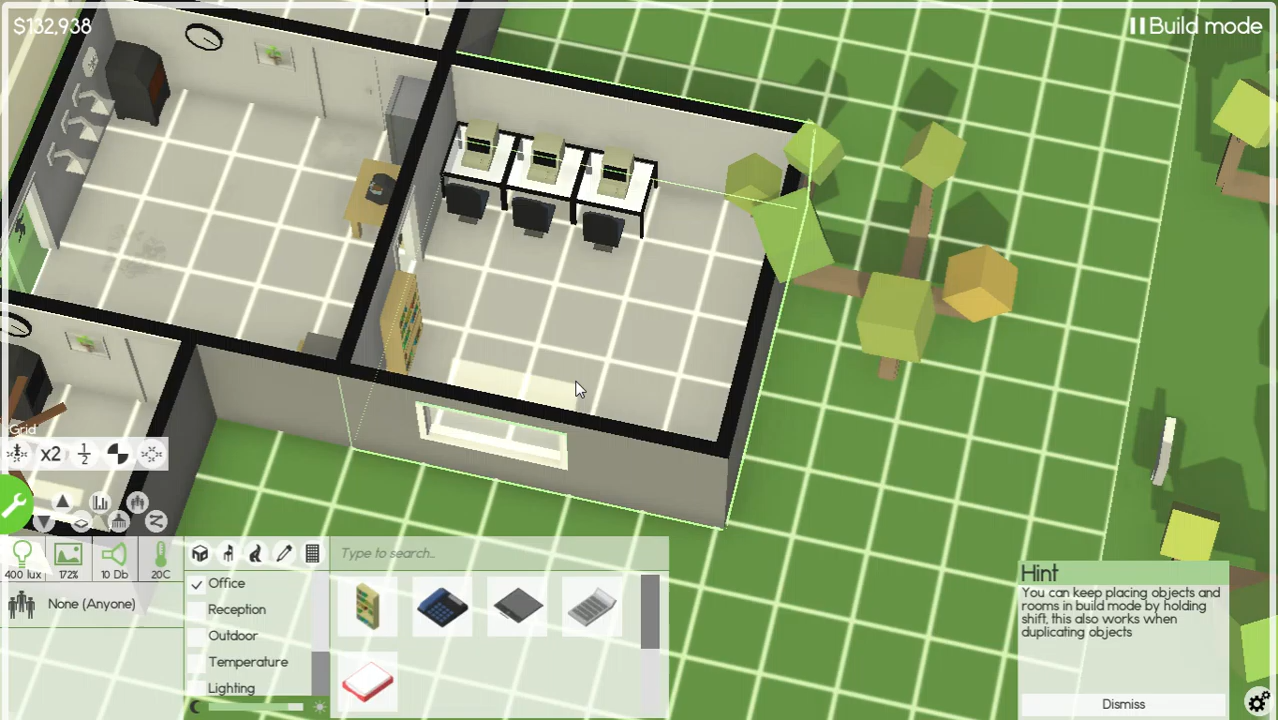 $132,938
Build mode
Grid
x2
1/2
400 lux
172%
10 Db
20C
None (Anyone)
Type to search...
Office
Reception
Outdoor
Temperature
Lighting
Hint
You can keep placing objects and
rooms in build mode by holding
shift, this also works when
duplicating objects
Dismiss